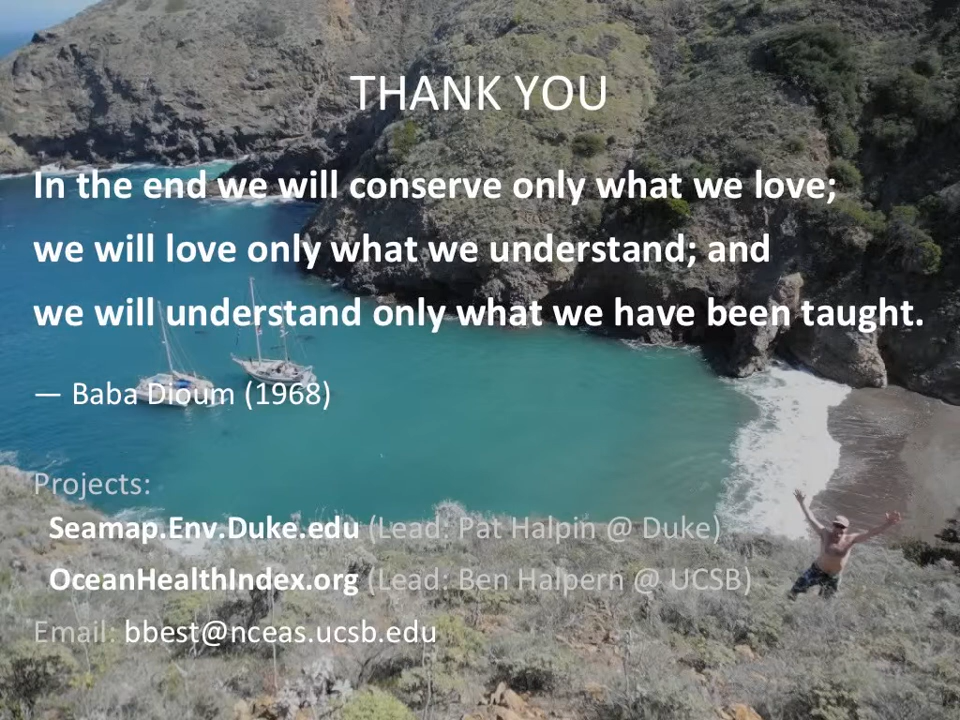 THANK YOU
In the end we will conserve only what we love;
we will love only what we understand; and
we will understand only what we have been taught.
— Baba Dioum (1968)
Projects:
Seamap.Env.Duke.edu (Lead: Pat Halpin @ Duke)
OceanHealthIndex.org (Lead: Ben Halpern @ UCSB)
Email: bbest@nceas.ucsb.edu